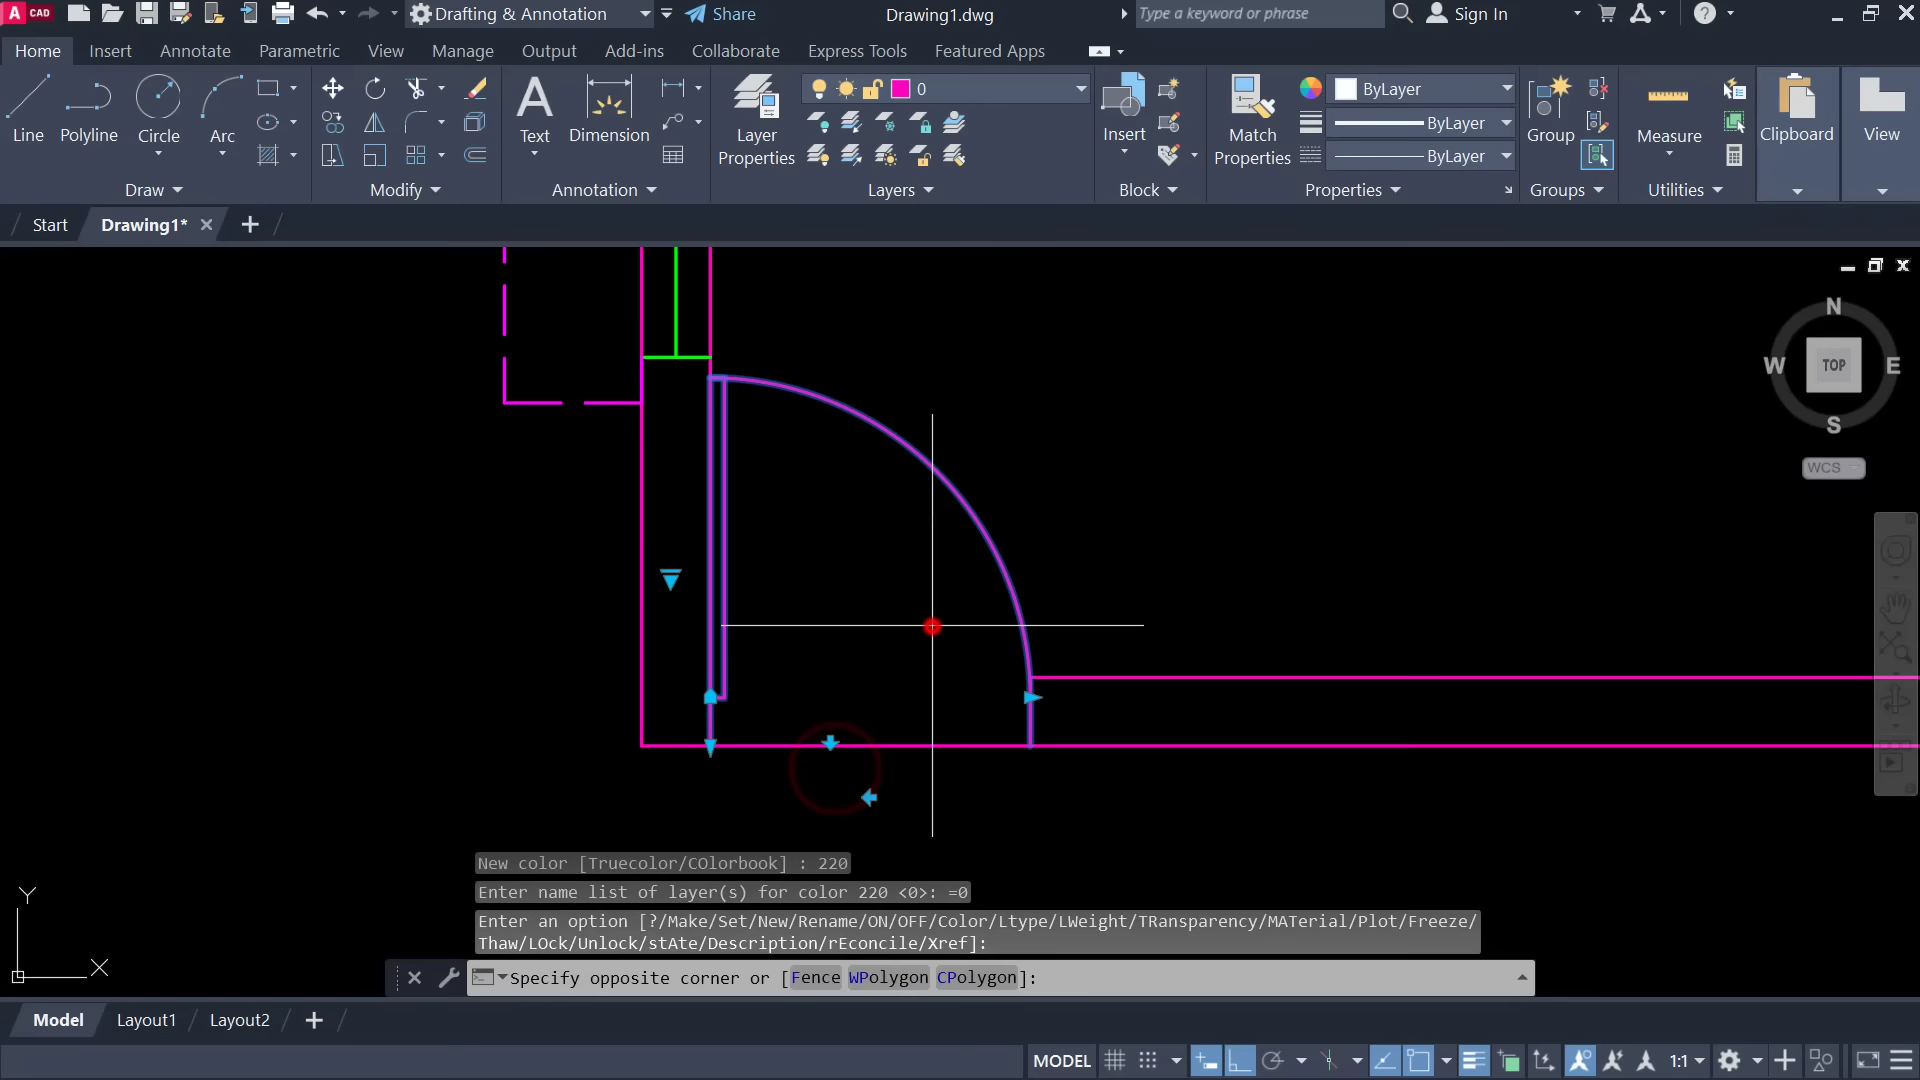 A CAD
Drafting & Annotation
Share
Drawing1.dwg
Type a keyword or phrase
Sign In
?
Home Insert Annotate Parametric View Manage Output Add-ins Collaborate Express Tools Featured Apps
0
ByLayer
ByLayer
ByLayer
Line Polyline Circle Arc
Text Dimension
Layer Properties
Insert
Match Properties
Group
Measure
Clipboard
View
Draw Modify Annotation Layers Block Properties Groups Utilities
Start Drawing1*
N
W TOP E
S
WCS
New color [Truecolor/COlorbook] : 220
Enter name list of layer(s) for color 220 <0>: =0
Enter an option [?/Make/Set/New/Rename/ON/OFF/Color/Ltype/LWeight/TRansparency/MATerial/Plot/Freeze/
Thaw/LOck/Unlock/stAte/Description/rEconcile/Xref]:
Specify opposite corner or [Fence WPolygon CPolygon]:
Y
X
Model Layout1 Layout2
MODEL
1:1